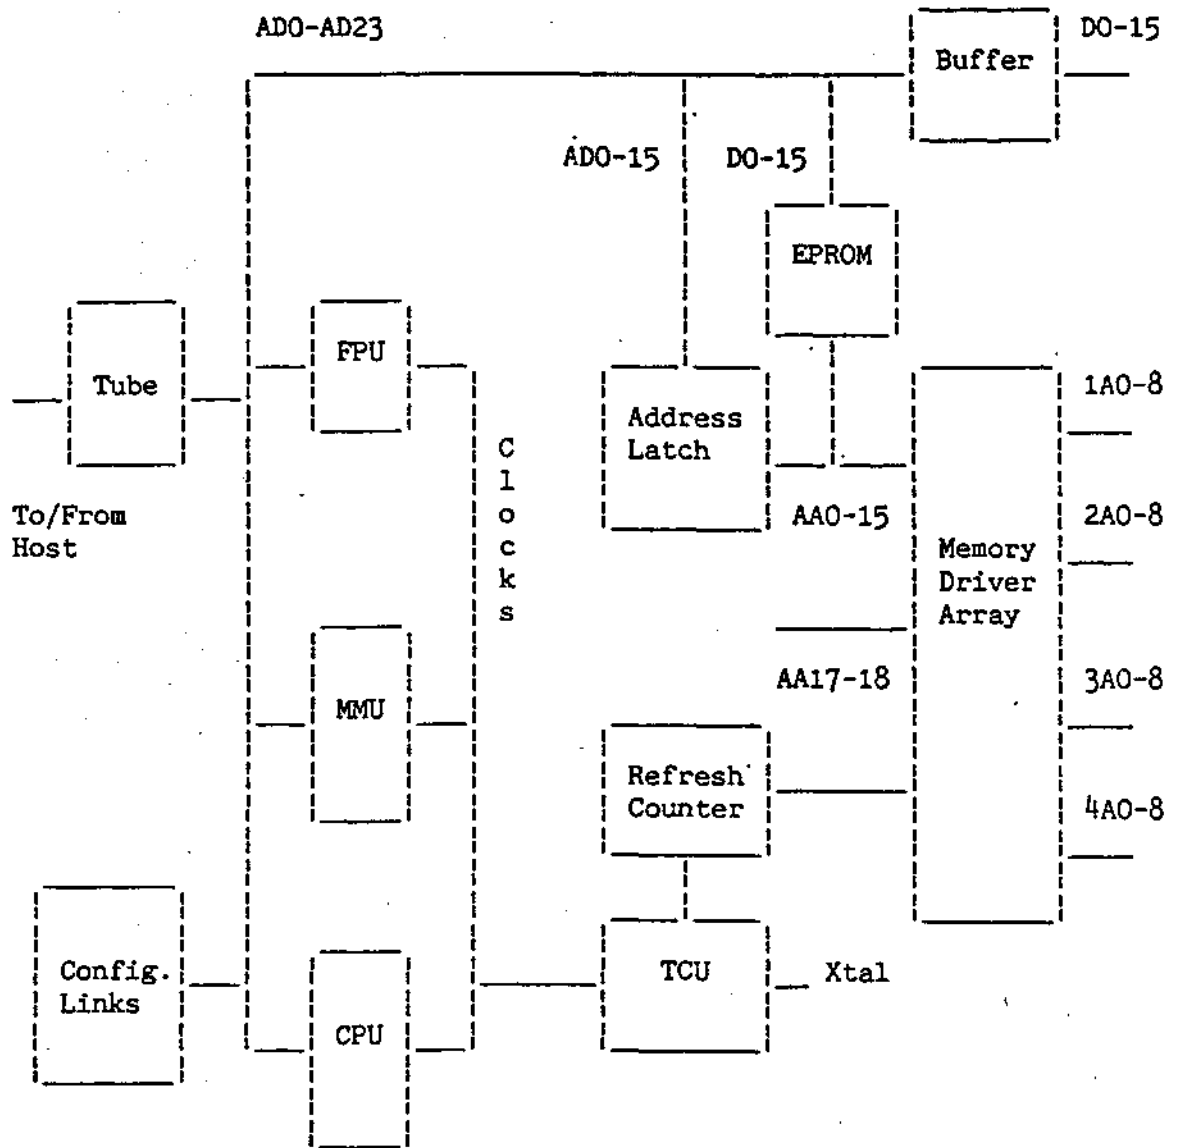 AD0-AD23
D0-15
Buffer
AD0-15
D0-15
EPROM
FPU
Tube
1A0-8
Address
Latch
Clocks
To/From
Host
AA0-15
2A0-8
Memory
Driver
Array
MMU
AA17-18
3A0-8
Refresh
Counter
4A0-8
Config.
Links
TCU
Xtal
CPU